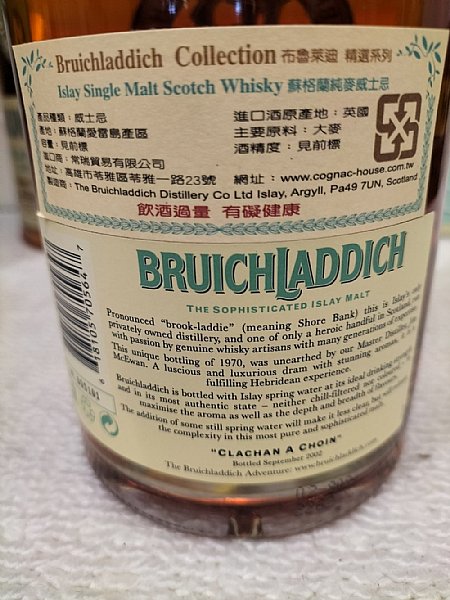 Bruichladdich Collection 布魯萊迪 精選系列
Islay Single Malt Scotch Whisky 蘇格蘭純麥威士忌
產品種類：威士忌 進口酒原產地：英國
產地：蘇格蘭愛雷島產區 主要原料：大麥
容量：見前標 酒精度：見前標
進口商：常瑞貿易有限公司
地址：高雄市苓雅區苓雅一路23號 網址：www.cognac-house.com.tw
製造商：The Bruichladdich Distillery Co Ltd Islay, Argyll, Pa49 7UN, Scotland
飲酒過量 有礙健康
BRUICHLADDICH
THE SOPHISTICATED ISLAY MALT
Pronounced "brook-laddie" (meaning Shore Bank) this is Islay's only
privately owned distillery, and one of only a heroic handful in Scotland, run
with passion by genuine whisky artisans with many generations of expertise.
This unique bottling of 1970, was unearthed by our Master Distiller,
McEwan. A luscious and luxurious dram with stunning aromas,
fulfilling Hebridean experience.
Bruichladdich is bottled with Islay spring water at its ideal drinking strength
and in its most authentic state – neither chill-filtered nor coloured
maximise the aroma as well as the depth and breadth of flavour.
The addition of some still spring water will make it less clear, but will
the complexity in this most pure and sophisticated malt.
"CLACHAN A CHOIN"
Bottled September 2002
The Bruichladdich Adventure: www.bruichladdich.com